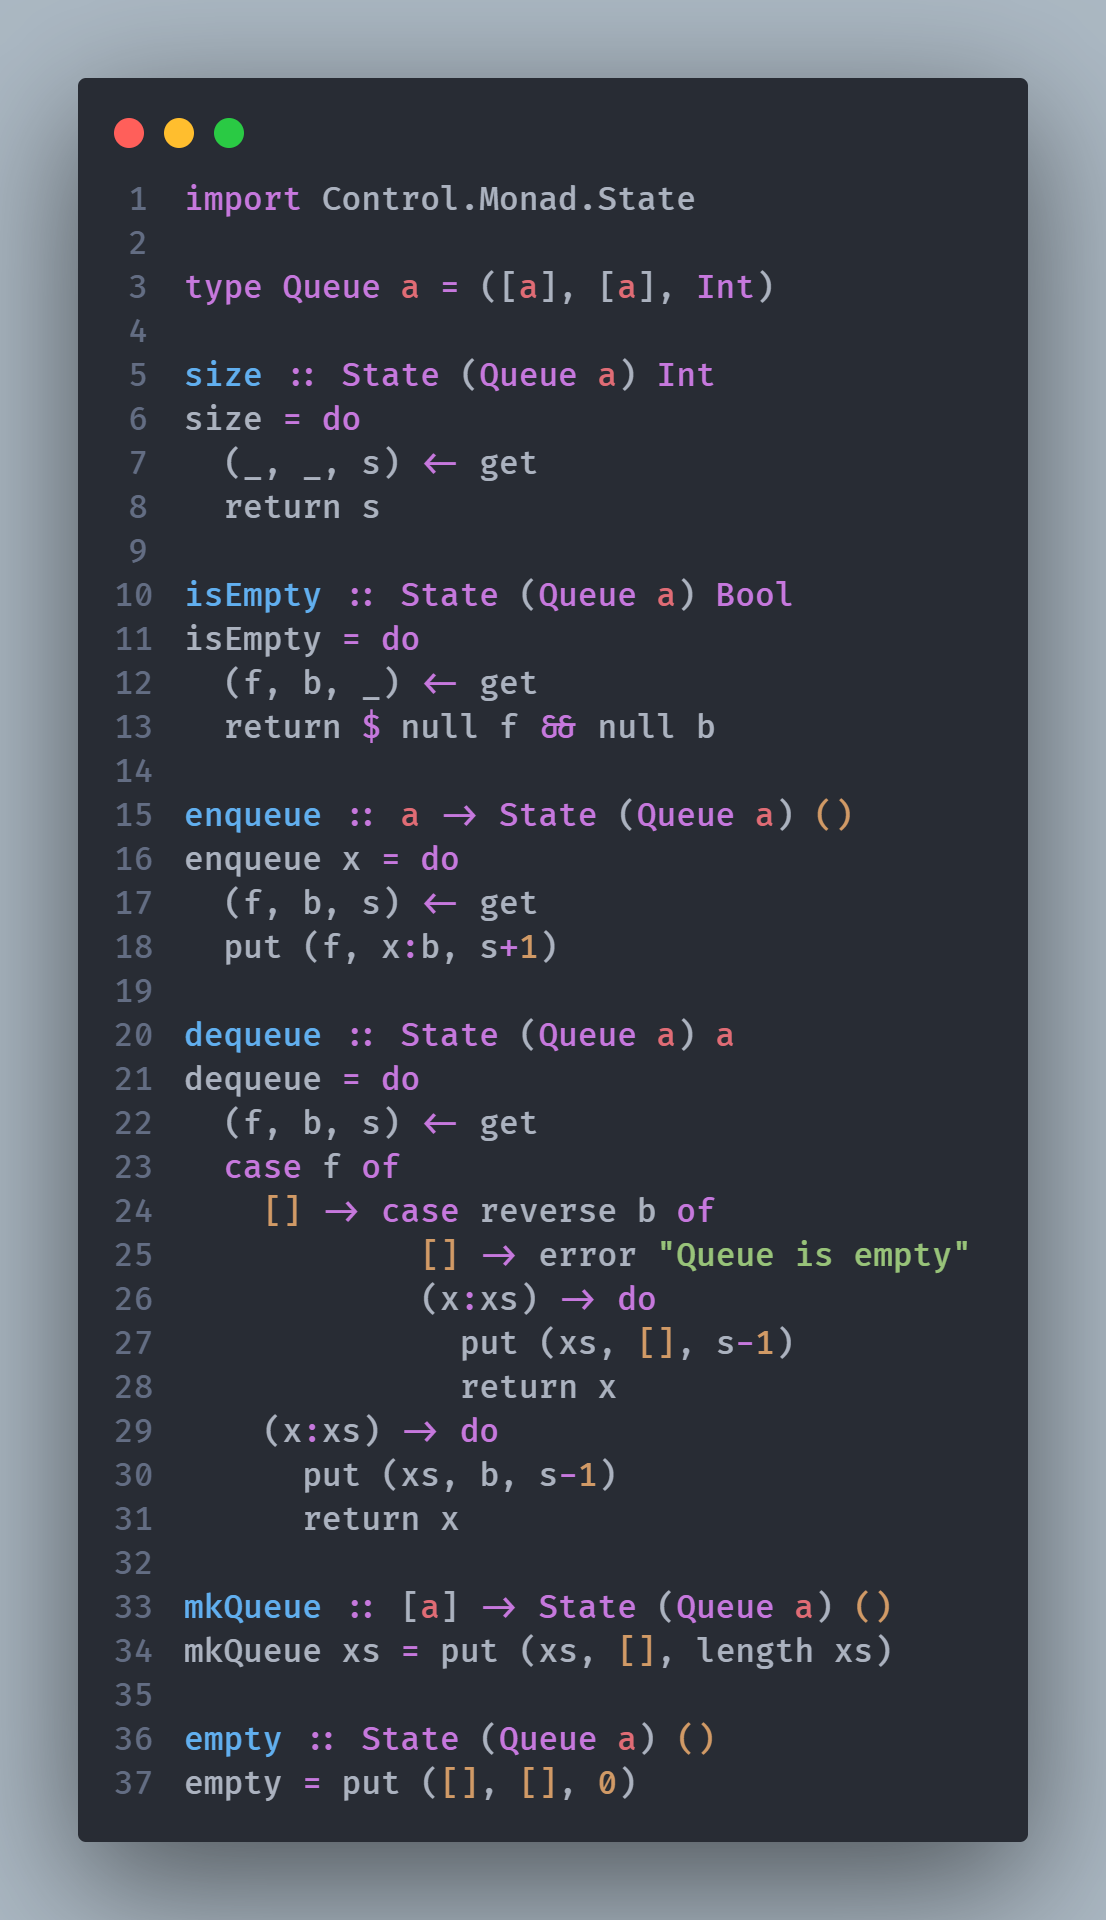 1 import Control.Monad.State
2
3 type Queue a = ([a], [a], Int)
4
5 size :: State (Queue a) Int
6 size = do
7   (_, _, s) <- get
8   return s
9
10 isEmpty :: State (Queue a) Bool
11 isEmpty = do
12   (f, b, _) <- get
13   return $ null f && null b
14
15 enqueue :: a -> State (Queue a) ()
16 enqueue x = do
17   (f, b, s) <- get
18   put (f, x:b, s+1)
19
20 dequeue :: State (Queue a) a
21 dequeue = do
22   (f, b, s) <- get
23   case f of
24     [] -> case reverse b of
25             [] -> error "Queue is empty"
26             (x:xs) -> do
27               put (xs, [], s-1)
28               return x
29     (x:xs) -> do
30       put (xs, b, s-1)
31       return x
32
33 mkQueue :: [a] -> State (Queue a) ()
34 mkQueue xs = put (xs, [], length xs)
35
36 empty :: State (Queue a) ()
37 empty = put ([], [], 0)